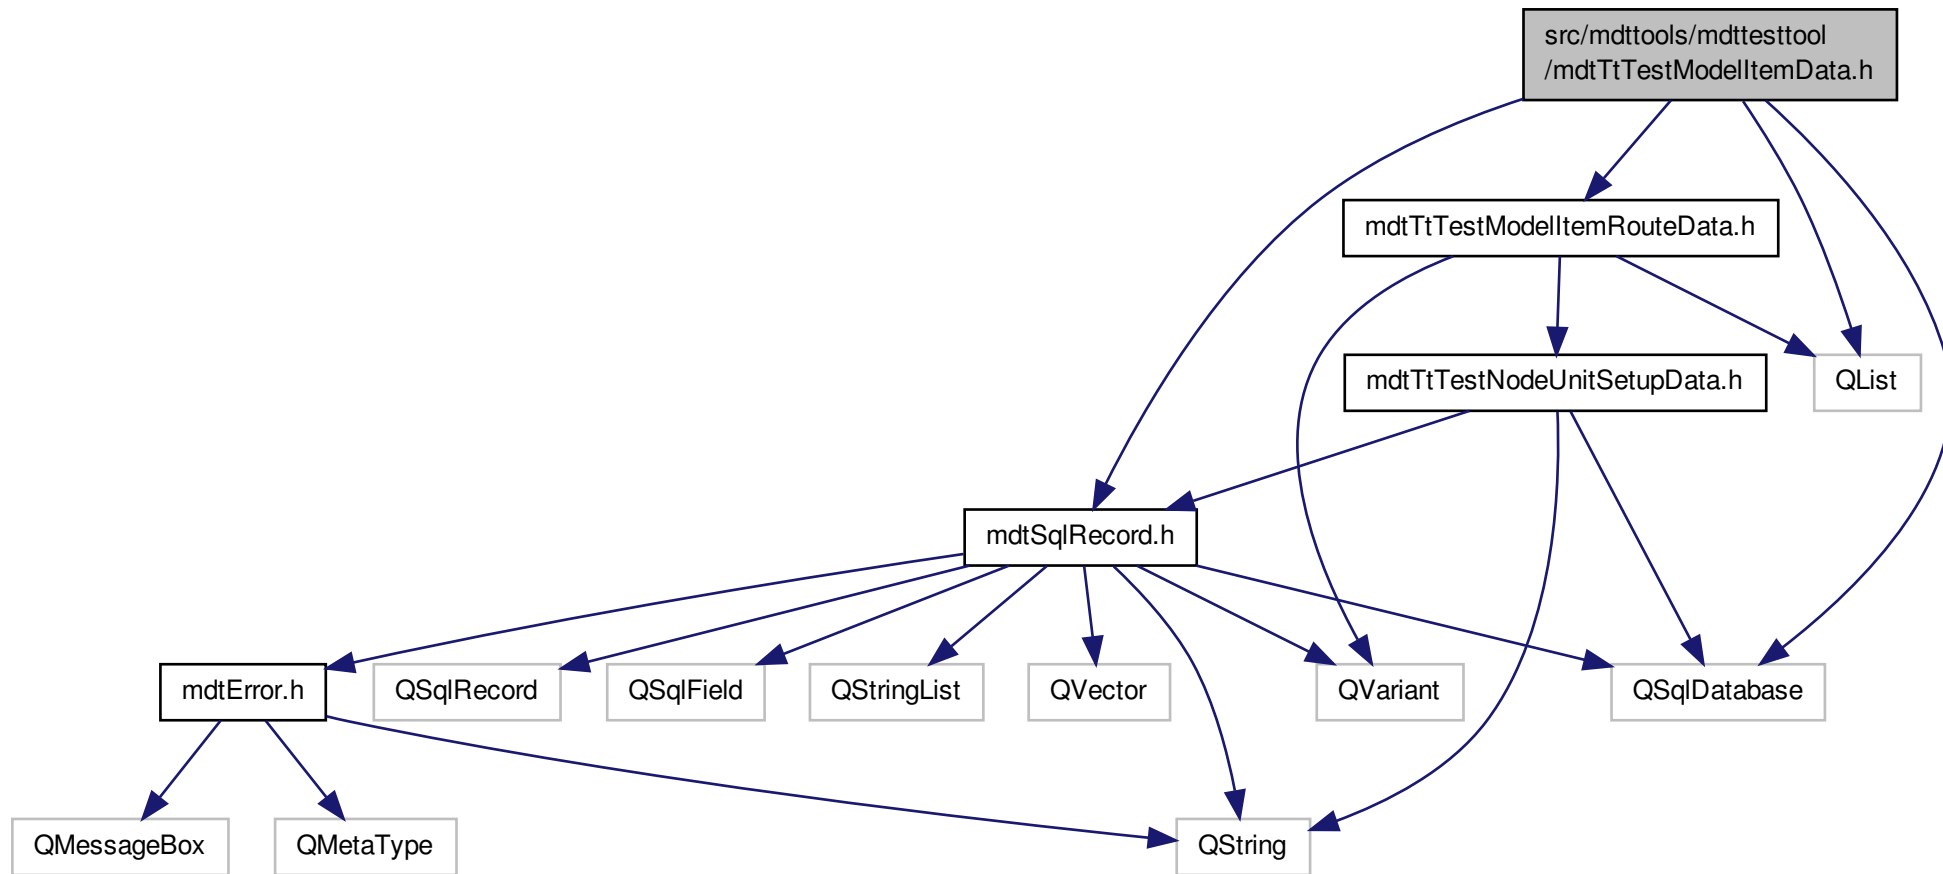 src/mdttools/mdttesttool
/mdtTtTestModelItemData.h
mdtTtTestModelItemRouteData.h
mdtTtTestNodeUnitSetupData.h
QList
mdtSqlRecord.h
mdtError.h
QSqlRecord
QSqlField
QStringList
QVector
QVariant
QSqlDatabase
QMessageBox
QMetaType
QString